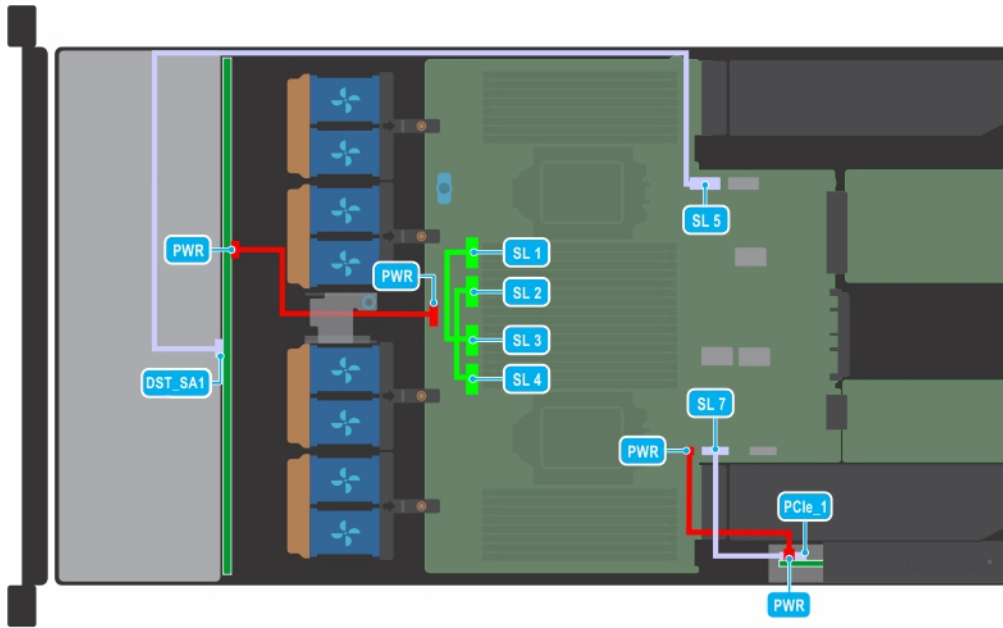 SL 5
PWR
SL 1
PWR
SL 2
SL 3
DST_SA1
SL 4
SL 7
PWR
PCIe_1
PWR